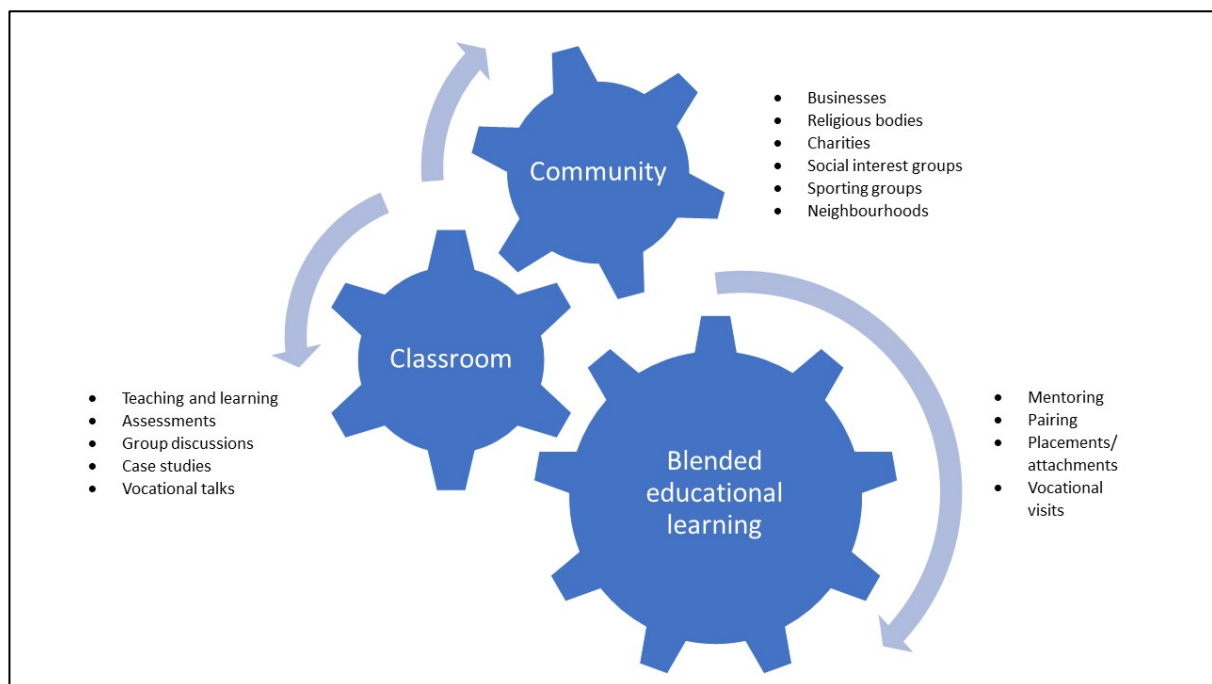 Community
• Businesses
• Religious bodies
• Charities
• Social interest groups
• Sporting groups
• Neighbourhoods
Classroom
• Teaching and learning
• Assessments
• Group discussions
• Case studies
• Vocational talks
Blended
educational
learning
• Mentoring
• Pairing
• Placements/
attachments
• Vocational
visits